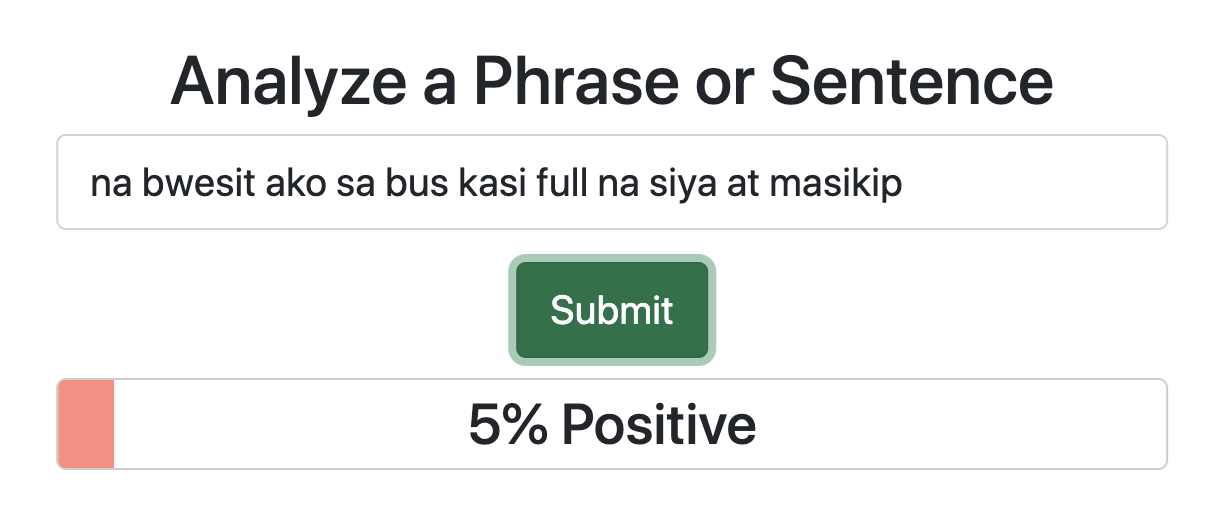 Analyze a Phrase or Sentence
na bwesit ako sa bus kasi full na siya at masikip
Submit
5% Positive